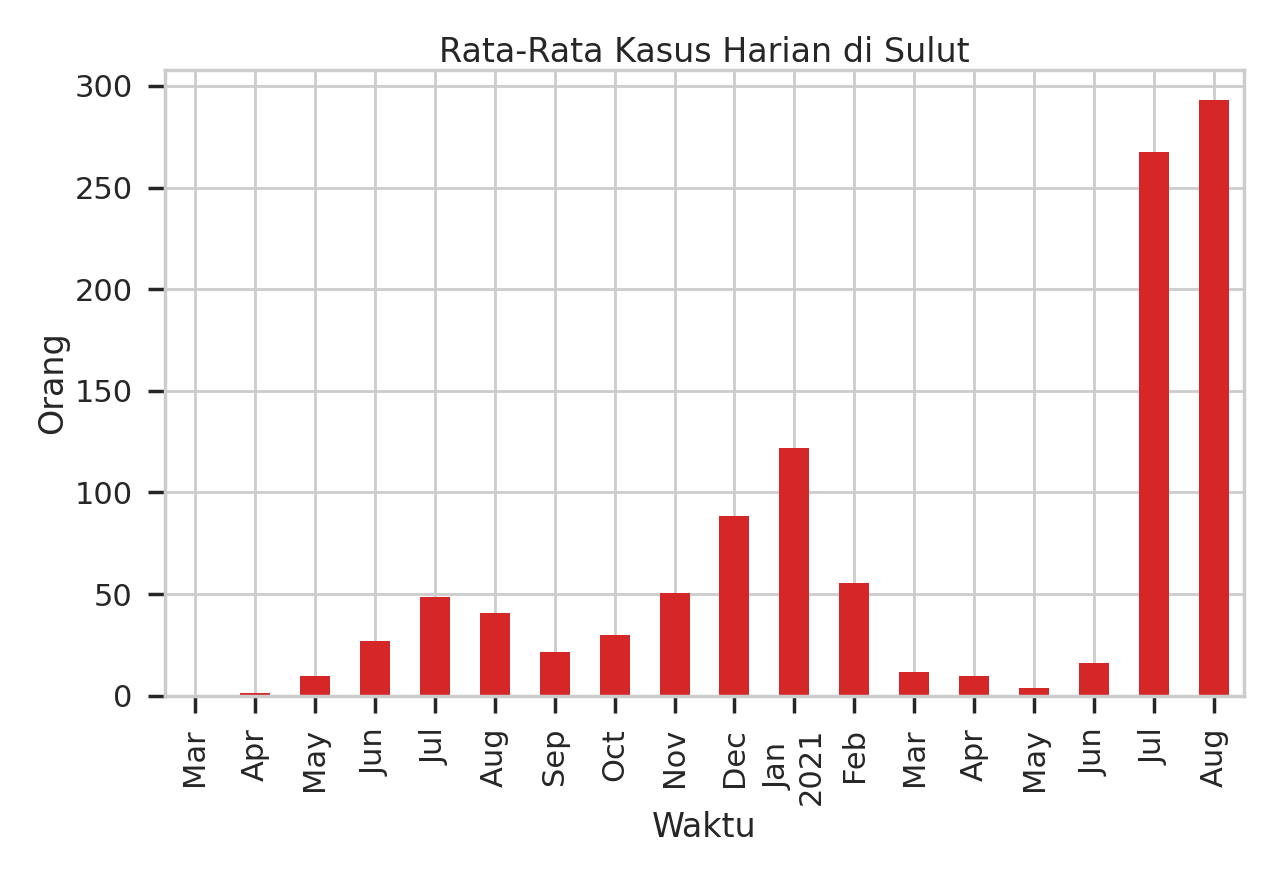 Rata-Rata Kasus Harian di Sulut
300
250
200
150
100
50
0
Orang
Mar
Apr
May
Jun
Jul
Aug
Sep
Oct
Nov
Dec
Jan
2021
Feb
Mar
Apr
May
Jun
Jul
Aug
Waktu